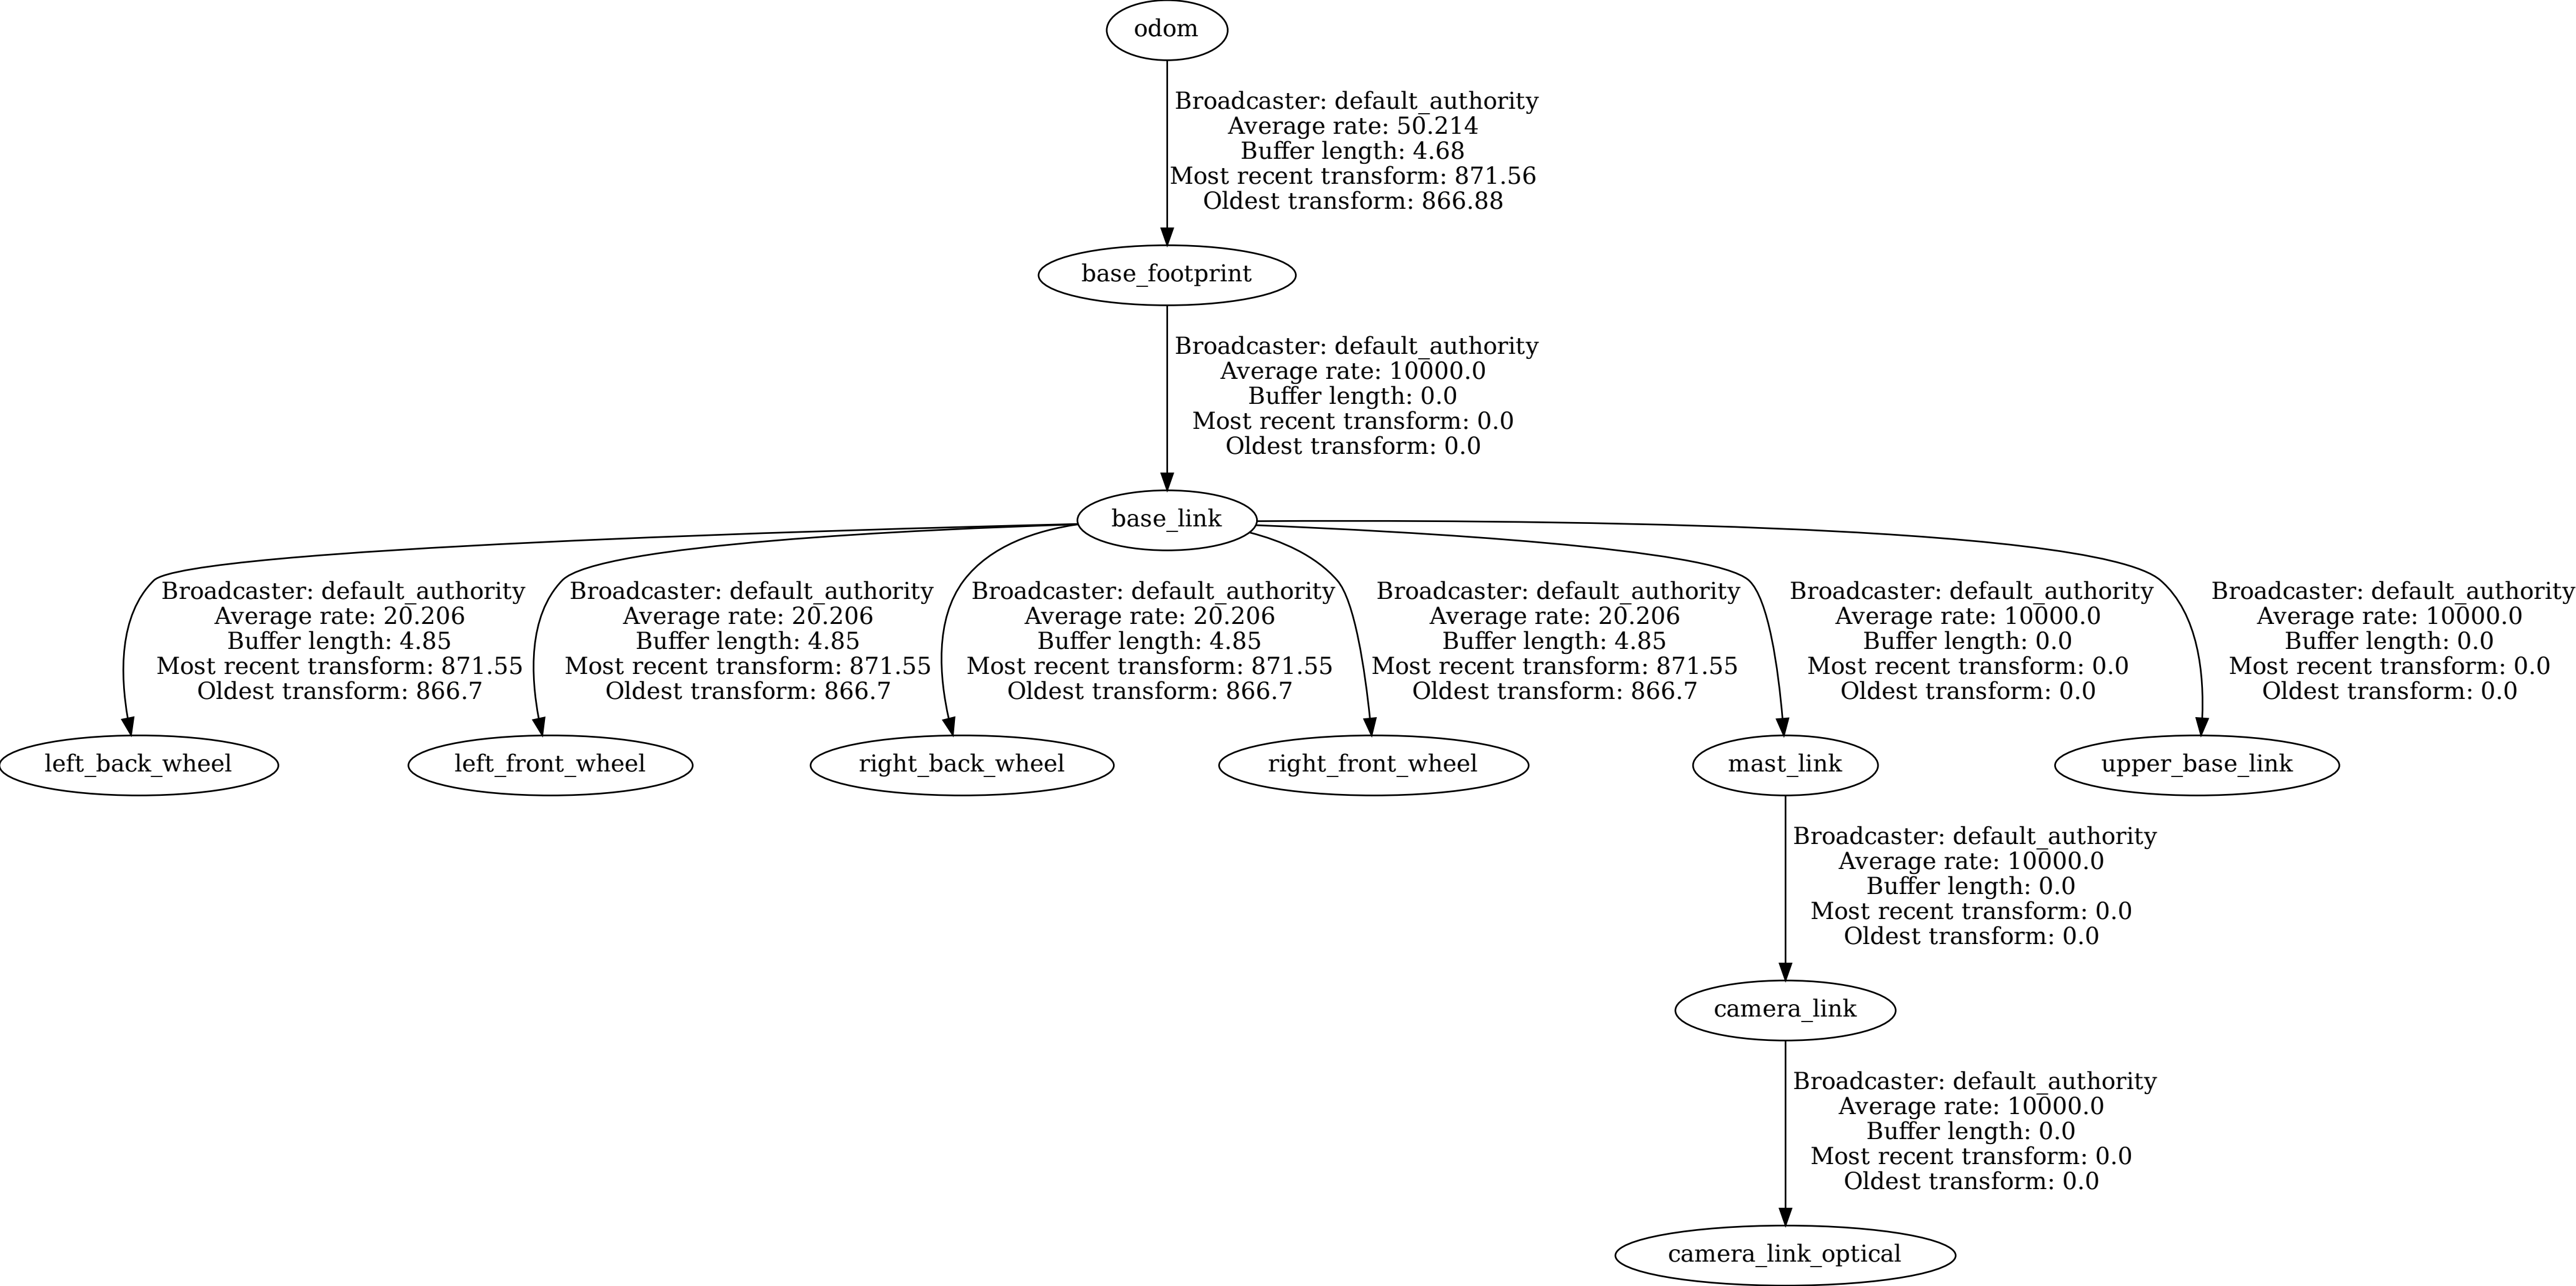 odom
Broadcaster: default_authority
Average rate: 50.214
Buffer length: 4.68
Most recent transform: 871.56
Oldest transform: 866.88
base_footprint
Broadcaster: default_authority
Average rate: 10000.0
Buffer length: 0.0
Most recent transform: 0.0
Oldest transform: 0.0
base_link
Broadcaster: default_authority
Average rate: 20.206
Buffer length: 4.85
Most recent transform: 871.55
Oldest transform: 866.7
Broadcaster: default_authority
Average rate: 20.206
Buffer length: 4.85
Most recent transform: 871.55
Oldest transform: 866.7
Broadcaster: default_authority
Average rate: 20.206
Buffer length: 4.85
Most recent transform: 871.55
Oldest transform: 866.7
Broadcaster: default_authority
Average rate: 20.206
Buffer length: 4.85
Most recent transform: 871.55
Oldest transform: 866.7
Broadcaster: default_authority
Average rate: 10000.0
Buffer length: 0.0
Most recent transform: 0.0
Oldest transform: 0.0
Broadcaster: default_authority
Average rate: 10000.0
Buffer length: 0.0
Most recent transform: 0.0
Oldest transform: 0.0
left_back_wheel
left_front_wheel
right_back_wheel
right_front_wheel
mast_link
upper_base_link
Broadcaster: default_authority
Average rate: 10000.0
Buffer length: 0.0
Most recent transform: 0.0
Oldest transform: 0.0
camera_link
Broadcaster: default_authority
Average rate: 10000.0
Buffer length: 0.0
Most recent transform: 0.0
Oldest transform: 0.0
camera_link_optical